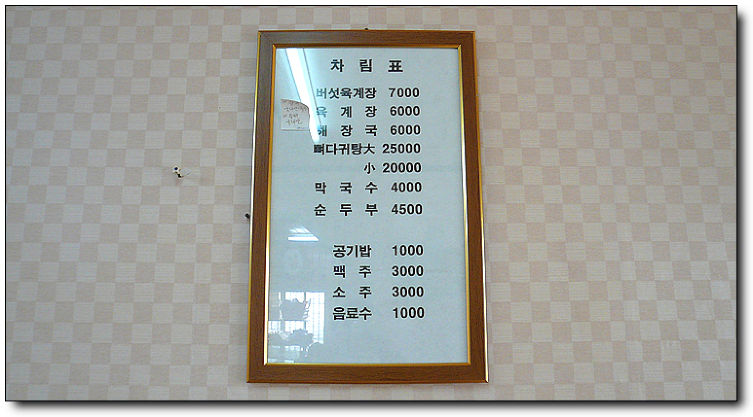 차 림 표
버섯육계장 7000
육 계 장 6000
해 장 국 6000
뼈다귀탕大 25000
小 20000
막 국 수 4000
순 두 부 4500
공기밥 1000
맥 주 3000
소 주 3000
음료수 1000